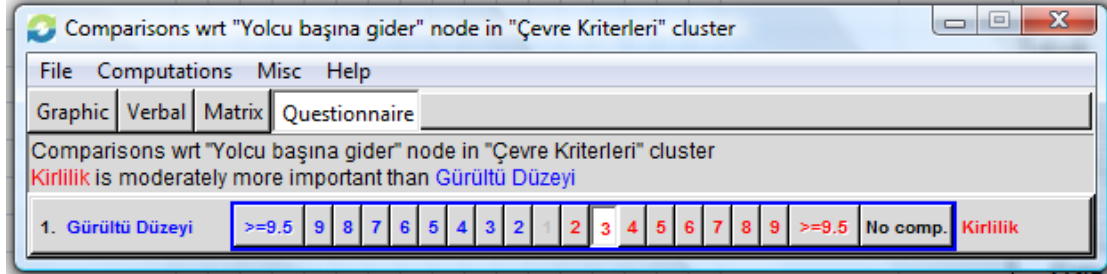 Comparisons wrt "Yolcu başına gider" node in "Çevre Kriterleri" cluster
File Computations Misc Help
Graphic Verbal Matrix Questionnaire
Comparisons wrt "Yolcu başına gider" node in "Çevre Kriterleri" cluster
Kirlilik is moderately more important than Gürültü Düzeyi
1. Gürültü Düzeyi >=9.5 9 8 7 6 5 4 3 2 1 2 3 4 5 6 7 8 9 >=9.5 No comp. Kirlilik